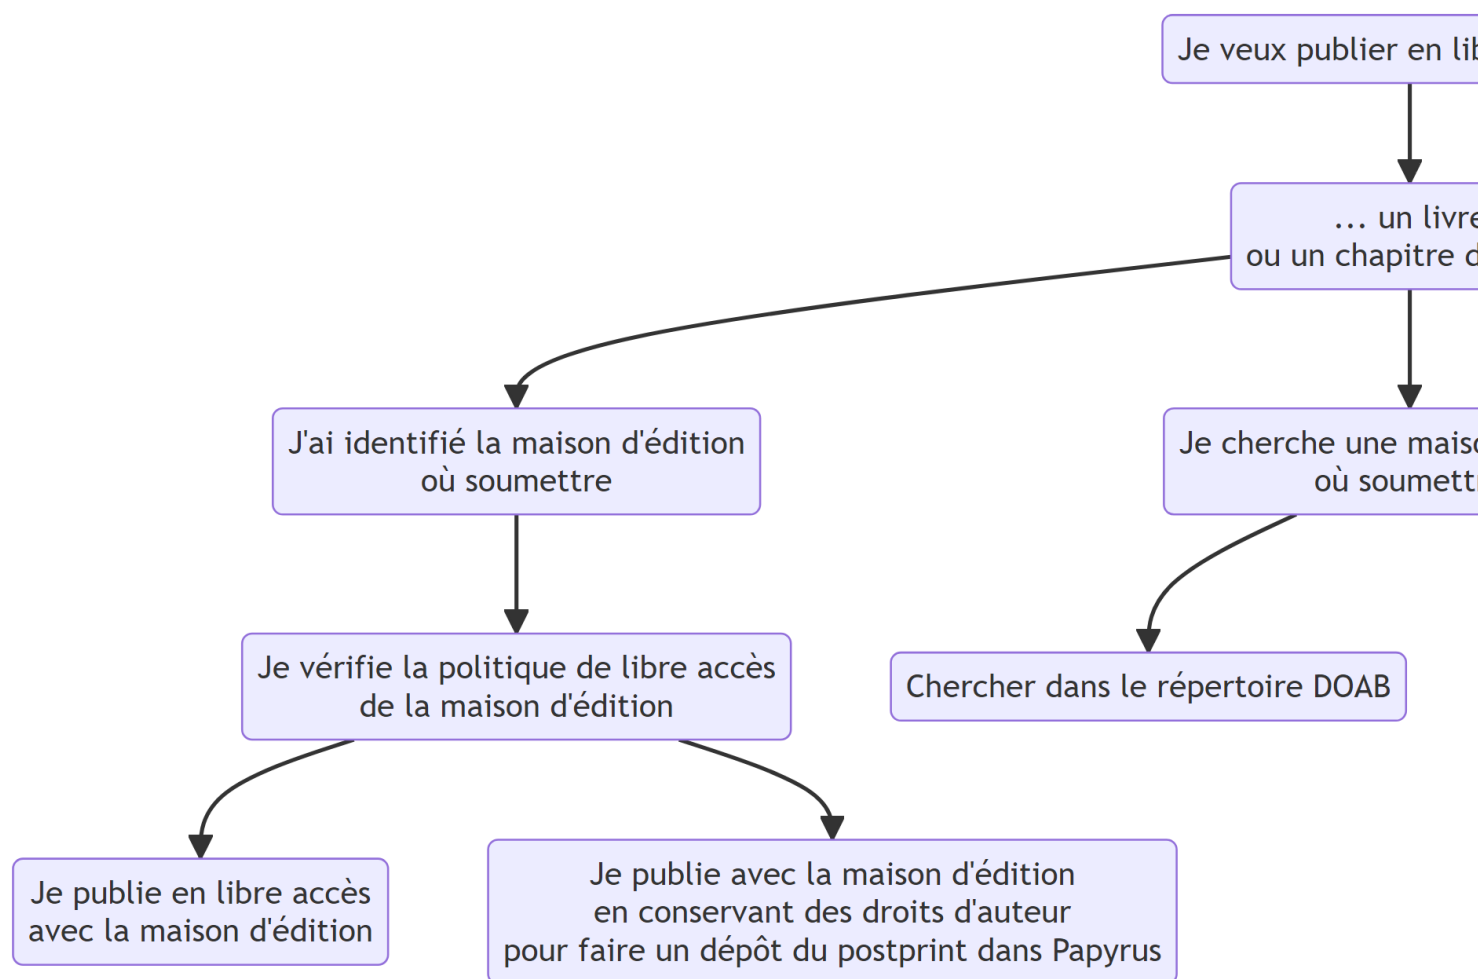 Je veux publier en
... un livre
ou un chapitre
J'ai identifié la maison d'édition
où soumettre
Je cherche une
où
Je vérifie la politique de libre accès
de la maison d'édition
Chercher dans le répertoire DOAB
Je publie en libre accès
avec la maison d'édition
Je publie avec la maison d'édition
en conservant des droits d'auteur
pour faire un dépôt du postprint dans Papyrus